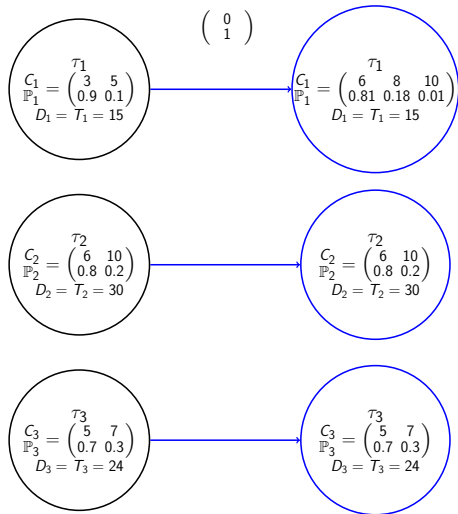 ( 0
1 )
τ1
C1 = ( 3 5
ℙ1 0.9 0.1 )
D1 = T1 = 15
τ1
C1 = ( 6 8 10
ℙ1 0.81 0.18 0.01 )
D1 = T1 = 15
τ2
C2 = ( 6 10
ℙ2 0.8 0.2 )
D2 = T2 = 30
τ2
C2 = ( 6 10
ℙ2 0.8 0.2 )
D2 = T2 = 30
τ3
C3 = ( 5 7
ℙ3 0.7 0.3 )
D3 = T3 = 24
τ3
C3 = ( 5 7
ℙ3 0.7 0.3 )
D3 = T3 = 24